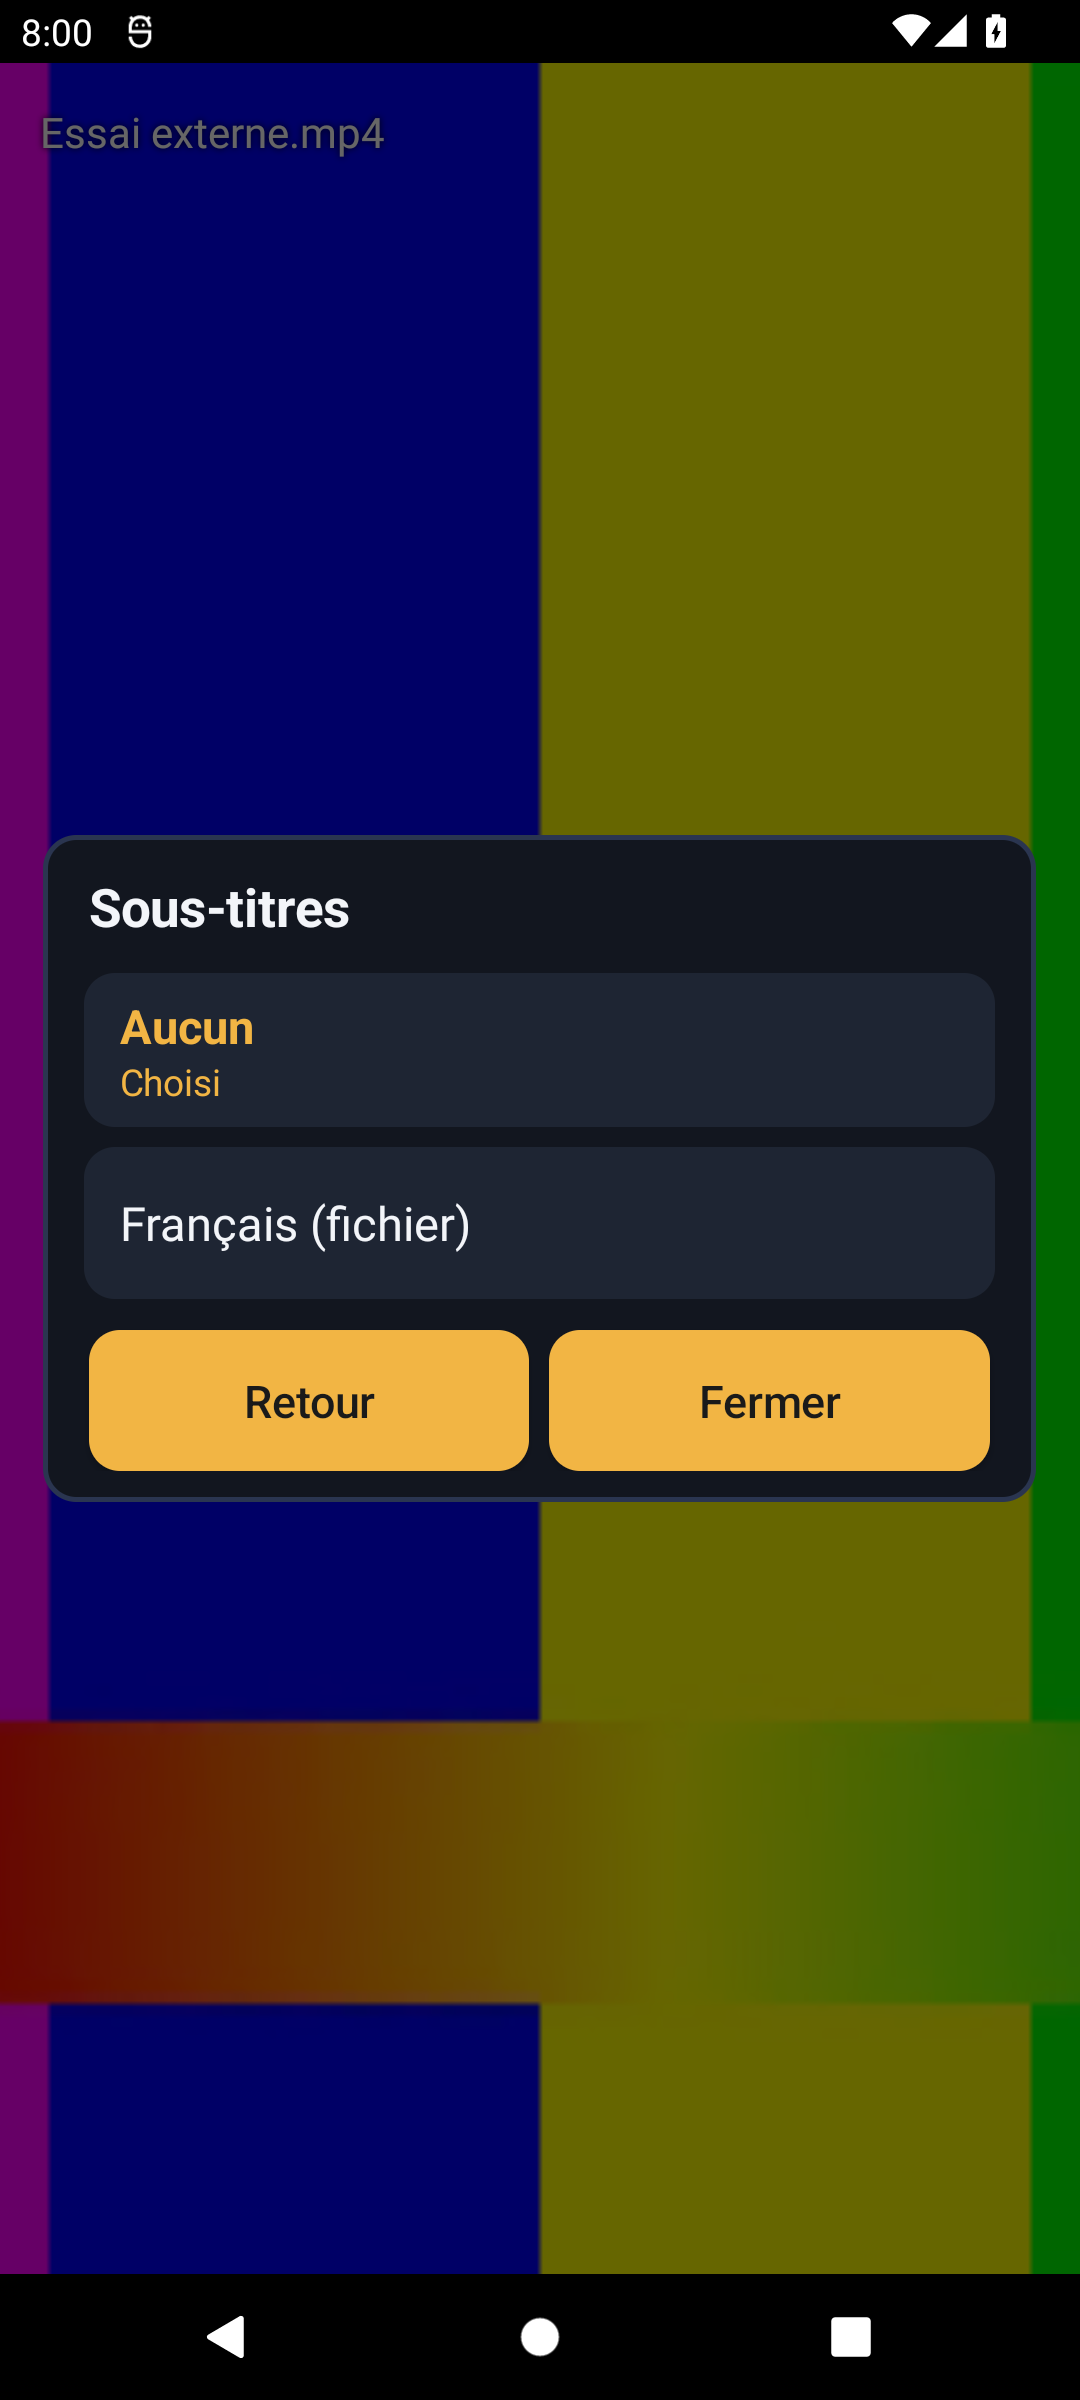 8:00
Essai externe.mp4
Sous-titres
Aucun
Choisi
Français (fichier)
Retour
Fermer